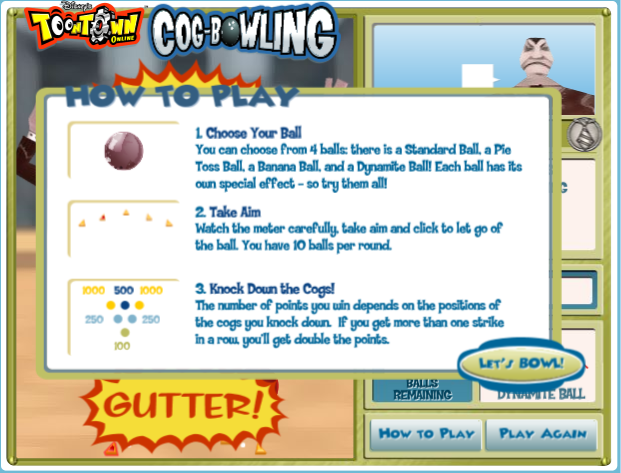 Disney's
TOONTOWN
ONLINE
COG-BOWLING
HOW TO PLAY
1. Choose Your Ball
You can choose from 4 balls: there is a Standard Ball, a Pie
Toss Ball, a Banana Ball, and a Dynamite Ball! Each ball has its
own special effect - so try them all!
2. Take Aim
Watch the meter carefully, take aim and click to let go of
the ball. You have 10 balls per round.
1000 500 1000
250 250
100
3. Knock Down the Cogs!
The number of points you win depends on the positions of
the cogs you knock down. If you get more than one strike
in a row, you'll get double the points.
LET'S BOWL!
GUTTER!
BALLS
REMAINING
DYNAMITE BALL
HOW TO PLAY
PLAY AGAIN